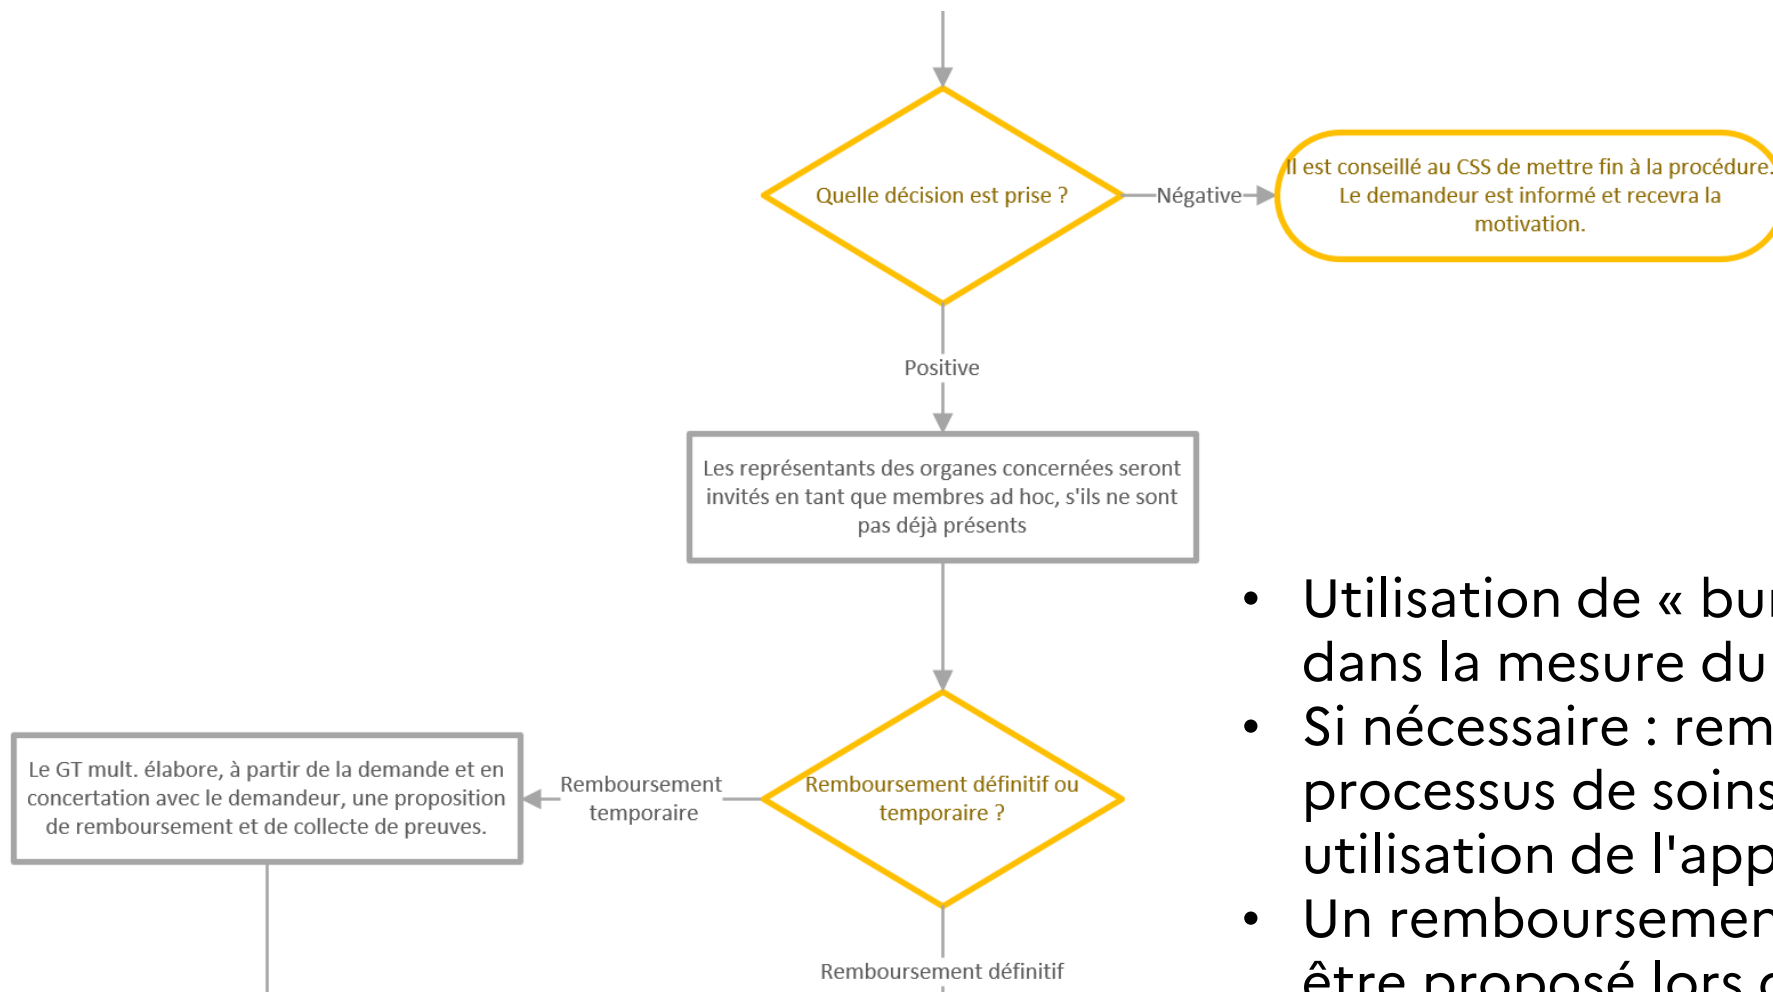 Quelle décision est prise ?
Négative
Il est conseillé au CSS de mettre fin à la procédure.
Le demandeur est informé et recevra la
motivation.
Positive
Les représentants des organes concernées seront
invités en tant que membres ad hoc, s'ils ne sont
pas déjà présents
Remboursement définitif ou
temporaire ?
Remboursement
temporaire
Le GT mult. élabore, à partir de la demande et en
concertation avec le demandeur, une proposition
de remboursement et de collecte de preuves.
Remboursement définitif
• Utilisation de «
dans la mesure du
• Si nécessaire :
processus de soins
utilisation de
• Un
être proposé lors